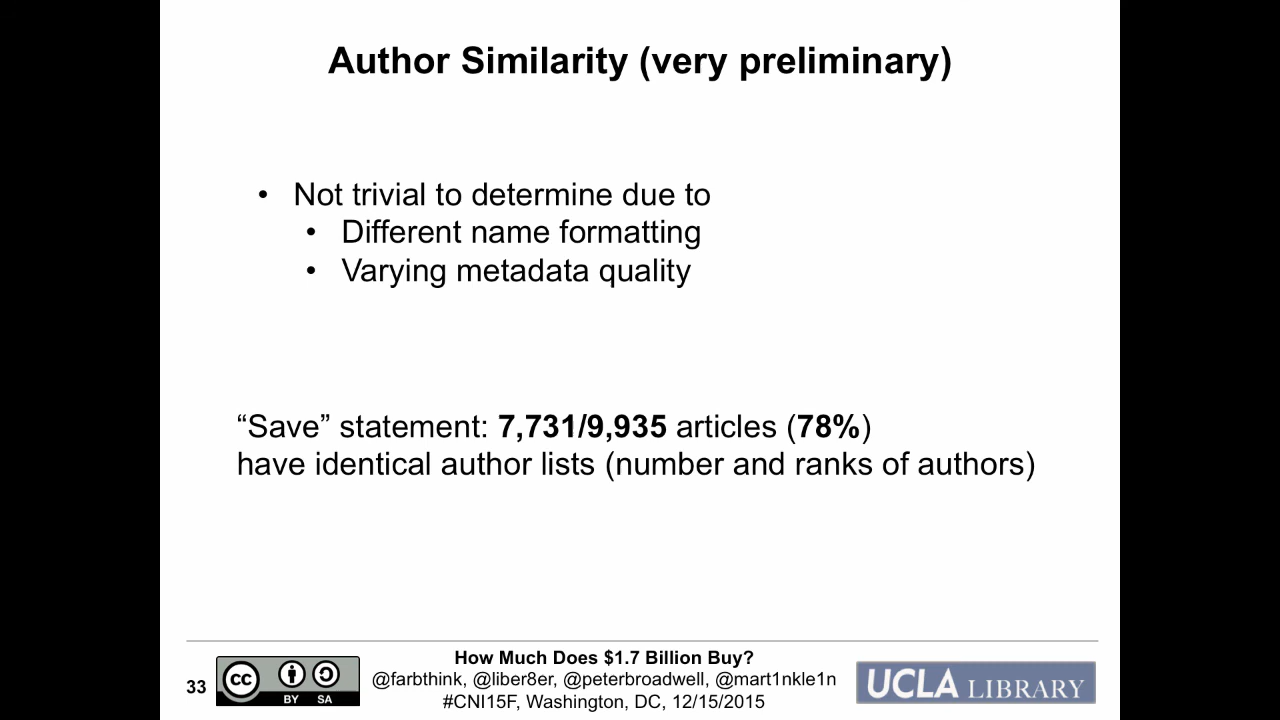 Author Similarity (very preliminary)
• Not trivial to determine due to
• Different name formatting
• Varying metadata quality
“Save” statement: 7,731/9,935 articles (78%)
have identical author lists (number and ranks of authors)
33
cc
BY SA
How Much Does $1.7 Billion Buy?
@farbthink, @liber8er, @peterbroadwell, @mart1nkle1n
#CNI15F, Washington, DC, 12/15/2015
UCLA LIBRARY